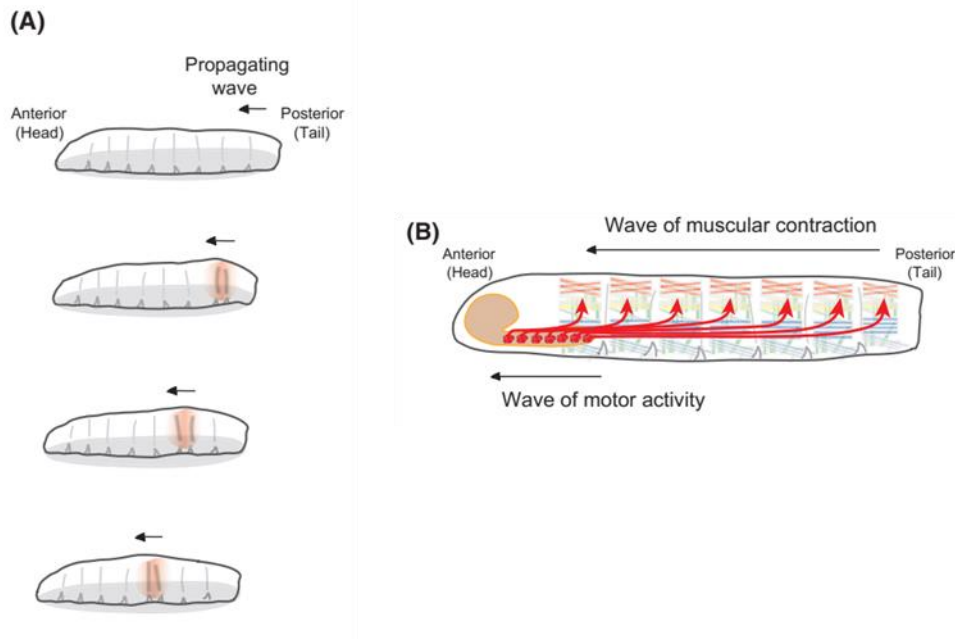 (A)
Propagating
wave
Anterior
(Head)
Posterior
(Tail)
(B)
Wave of muscular contraction
Anterior
(Head)
Posterior
(Tail)
Wave of motor activity